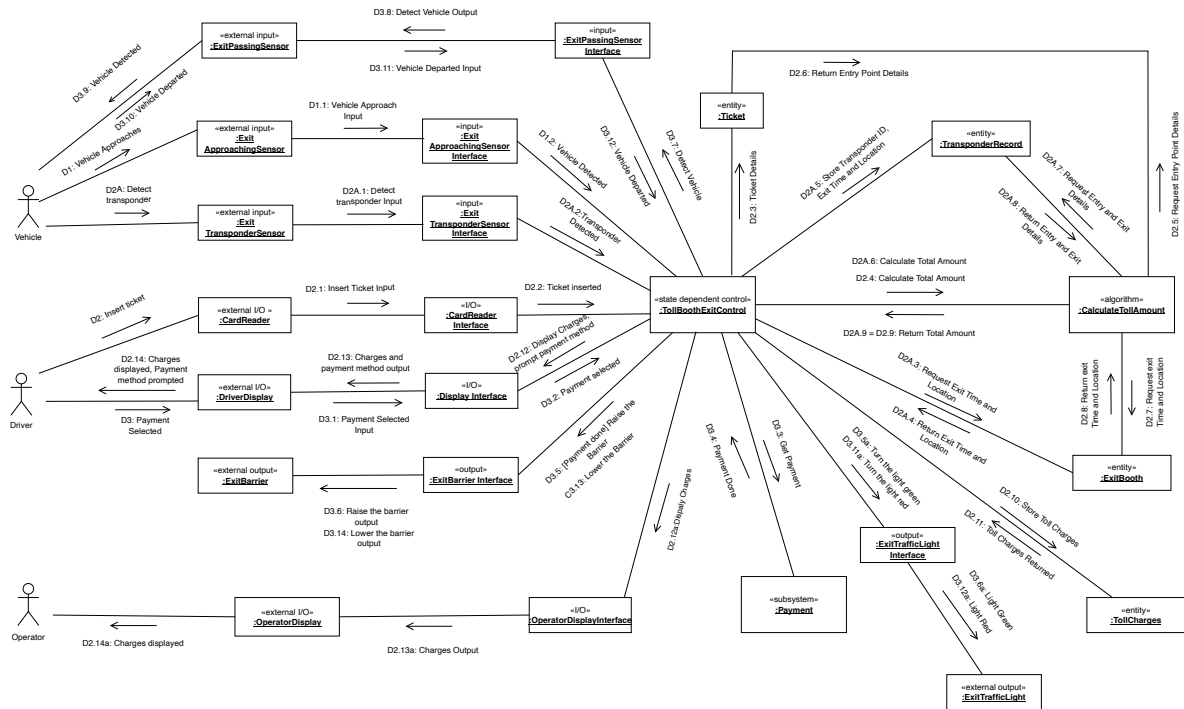 D3.8: Detect Vehicle Output
«external input»
:ExitPassingSensor
«input»
:ExitPassingSensor
Interface
D3.11: Vehicle Departed Input
D3.9: Vehicle Detected
D3.10: Vehicle Departed
D1: Vehicle Approaches
D2.6: Return Entry Point Details
«entity»
:Ticket
D1.1: Vehicle Approach
Input
«external input»
:Exit
ApproachingSensor
«input»
:Exit
ApproachingSensor
Interface
D1.2: Vehicle Detected
D3.12: Vehicle Departed
D3.7: Detect Vehicle
D2.3: Ticket Details
D2A.5: Store Transponder ID,
Exit Time and Location
«entity»
:TransponderRecord
D2A.7: Request Entry and Exit
Details
D2A.8: Return Entry and Exit
Details
D2.5: Request Entry Point Details
Vehicle
D2A: Detect
transponder
«external input»
:Exit
TransponderSensor
D2A.1: Detect
transponder Input
«input»
:Exit
TransponderSensor
Interface
D2A.2:Transponder
Detected
D2A.6: Calculate Total Amount
D2.4: Calculate Total Amount
«state dependent control»
:TollBoothExitControl
«algorithm»
:CalculateTollAmount
D2A.9 = D2.9: Return Total Amount
D2: Insert ticket
D2.1: Insert Ticket Input
«external I/O »
:CardReader
D2.2: Ticket inserted
«I/O»
:CardReader
Interface
D2.12: Display Charges,
prompt payment method
D3.2: Payment selected
Driver
D2.14: Charges
displayed, Payment
method prompted
D3: Payment
Selected
«external I/O»
:DriverDisplay
D2.13: Charges and
payment method output
D3.1: Payment Selected
Input
«I/O»
:Display Interface
D2A.3: Request Exit Time and
Location
D2A.4: Return Exit Time and
Location
D2.8: Return exit
Time and Location
D2.7: Request exit
Time and Location
«entity»
:ExitBooth
«external output»
:ExitBarrier
«output»
:ExitBarrier Interface
D3.5: [Payment done] Raise the
Barrier
C3.13: Lower the Barrier
D3.6: Raise the barrier
output
D3.14: Lower the barrier
output
D2.12a:Dispaly Charges
D3.4: Payment Done
D3.3: Get Payment
D3.5a: Turn the light green
D3.11a: Turn the light red
D2.10: Store Toll Charges
D2.11: Toll Charges Returned
«output»
:ExitTrafficLight
Interface
D3.6a: Light Green
D3.12a: Light Red
Operator
«external I/O»
:OperatorDisplay
«I/O»
:OperatorDisplayInterface
«subsystem»
:Payment
«entity»
:TollCharges
D2.14a: Charges displayed
D2.13a: Charges Output
«external output»
:ExitTrafficLight